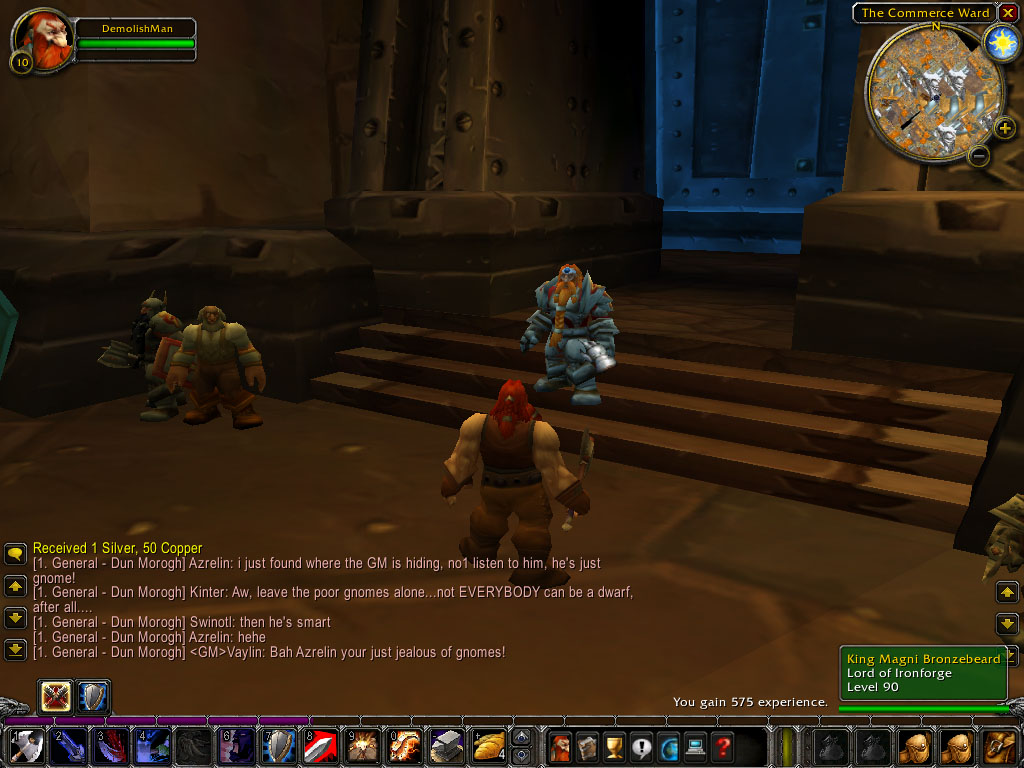 DemolishMan
10
The Commerce Ward
N
Received 1 Silver, 50 Copper
[1. General - Dun Morogh] Azrelin: i just found where the GM is hiding, no1 listen to him, he's just
gnome!
[1. General - Dun Morogh] Kinter: Aw, leave the poor gnomes alone...not EVERYBODY can be a dwarf,
after all....
[1. General - Dun Morogh] Swinotl: then he's smart
[1. General - Dun Morogh] Azrelin: hehe
[1. General - Dun Morogh] <GM>Vaylin: Bah Azrelin your just jealous of gnomes!
King Magni Bronzebeard
Lord of Ironforge
Level 90
You gain 575 experience.
1 2 3 4 6 7 8 9 0 4